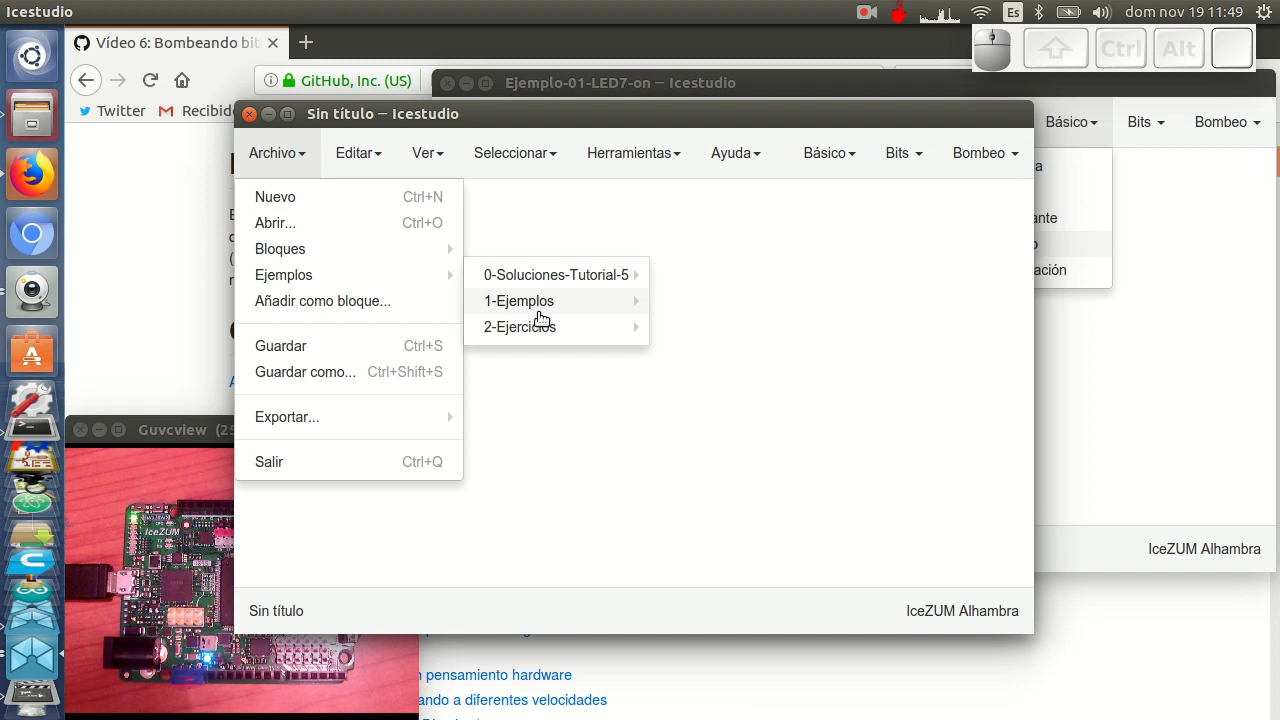 Icestudio
Es
dom nov 19 11:49
Vídeo 6: Bombeando bit
Ctrl
Alt
GitHub, Inc. (US)
Ejemplo-01-LED7-on — Icestudio
Twitter
Recibido
Sin título — Icestudio
Básico
Bits
Bombeo
Archivo
Editar
Ver
Seleccionar
Herramientas
Ayuda
Básico
Bits
Bombeo
Nuevo Ctrl+N
Abrir... Ctrl+O
Bloques
Ejemplos
Añadir como bloque...
Guardar Ctrl+S
Guardar como... Ctrl+Shift+S
Exportar...
Salir Ctrl+Q
0-Soluciones-Tutorial-5
1-Ejemplos
2-Ejercicios
a
ante
o
ación
Guvcview (25
IceZUM
IceZUM Alhambra
Sin título
IceZUM Alhambra
pensamiento hardware
ando a diferentes velocidades